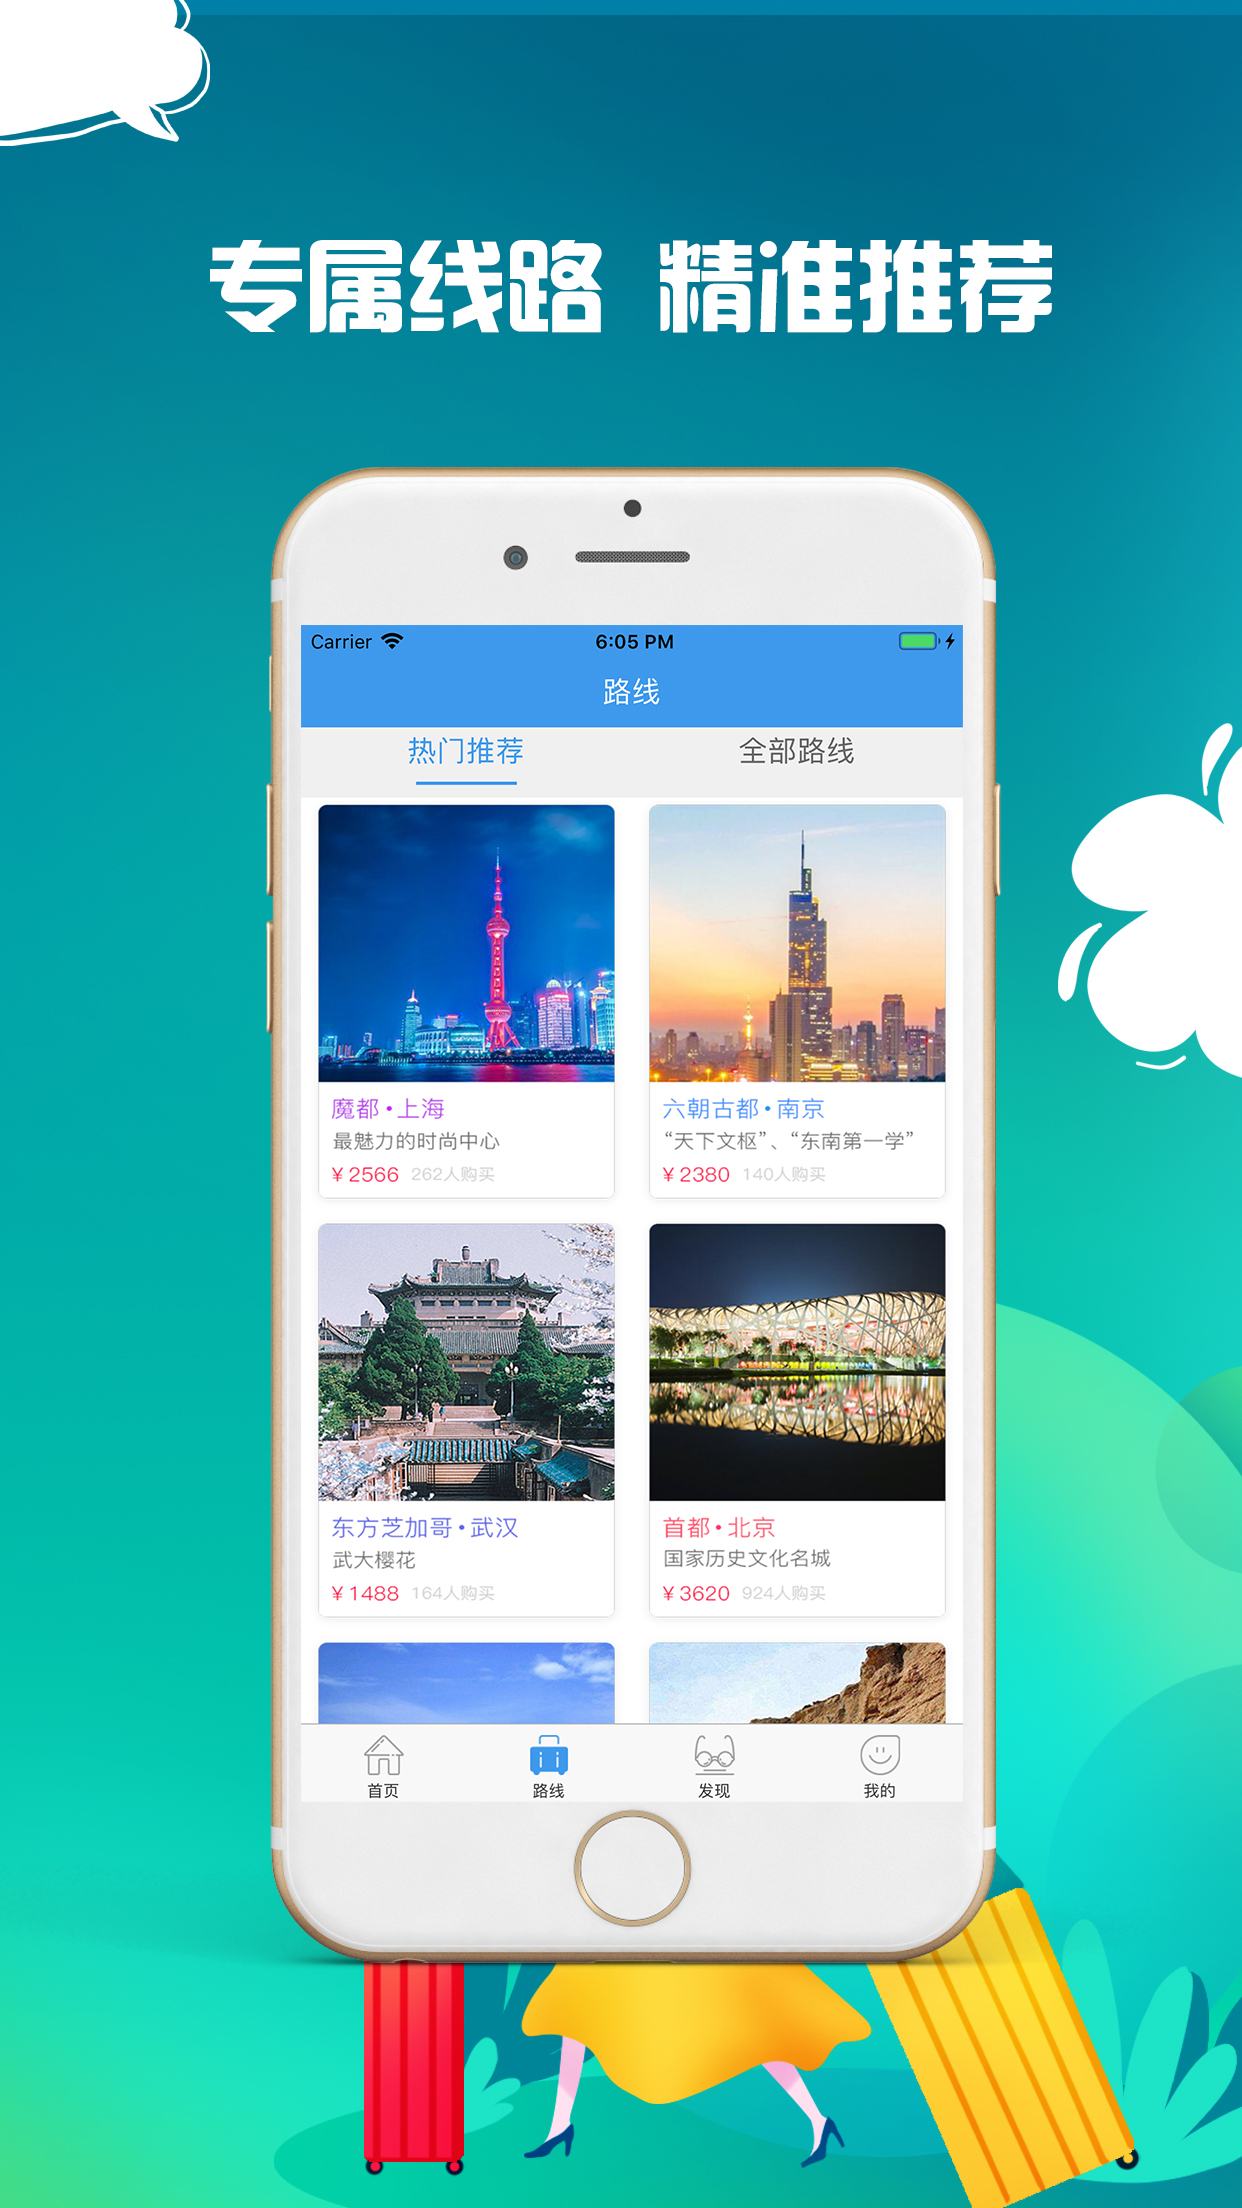 专属线路 精准推荐
Carrier 6:05 PM
路线
热门推荐 全部路线
魔都•上海
最魅力的时尚中心
¥2566 262人购买
六朝古都•南京
“天下文枢”、“东南第一学”
¥2380 140人购买
东方芝加哥•武汉
武大樱花
¥1488 164人购买
首都•北京
国家历史文化名城
¥3620 924人购买
首页 路线 发现 我的